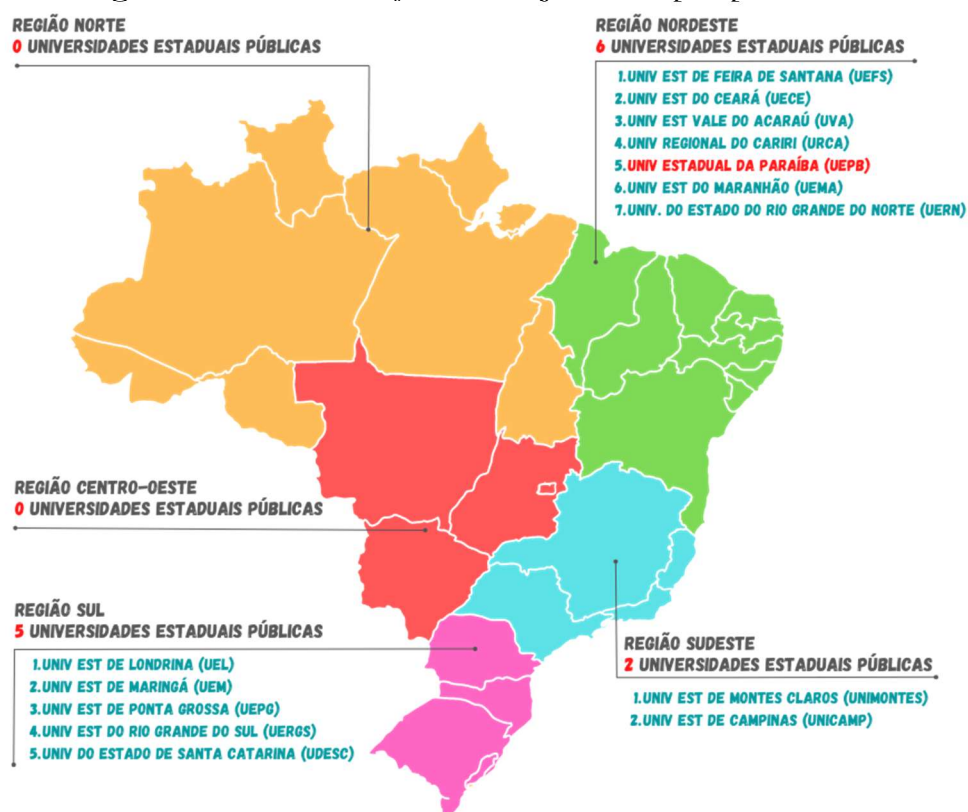 REGIÃO NORTE
0 UNIVERSIDADES ESTADUAIS PÚBLICAS
REGIÃO NORDESTE
6 UNIVERSIDADES ESTADUAIS PÚBLICAS
1.UNIV EST DE FEIRA DE SANTANA (UEFS)
2.UNIV EST DO CEARÁ (UECE)
3.UNIV EST VALE DO ACARAÚ (UVA)
4.UNIV REGIONAL DO CARIRI (URCA)
5.UNIV ESTADUAL DA PARAÍBA (UEPB)
6.UNIV EST DO MARANHÃO (UEMA)
7.UNIV. DO ESTADO DO RIO GRANDE DO NORTE (UERN)
REGIÃO CENTRO-OESTE
0 UNIVERSIDADES ESTADUAIS PÚBLICAS
REGIÃO SUL
5 UNIVERSIDADES ESTADUAIS PÚBLICAS
1.UNIV EST DE LONDRINA (UEL)
2.UNIV EST DE MARINGÁ (UEM)
3.UNIV EST DE PONTA GROSSA (UEPG)
4.UNIV EST DO RIO GRANDE DO SUL (UERGS)
5.UNIV DO ESTADO DE SANTA CATARINA (UDESC)
REGIÃO SUDESTE
2 UNIVERSIDADES ESTADUAIS PÚBLICAS
1.UNIV EST DE MONTES CLAROS (UNIMONTES)
2.UNIV EST DE CAMPINAS (UNICAMP)